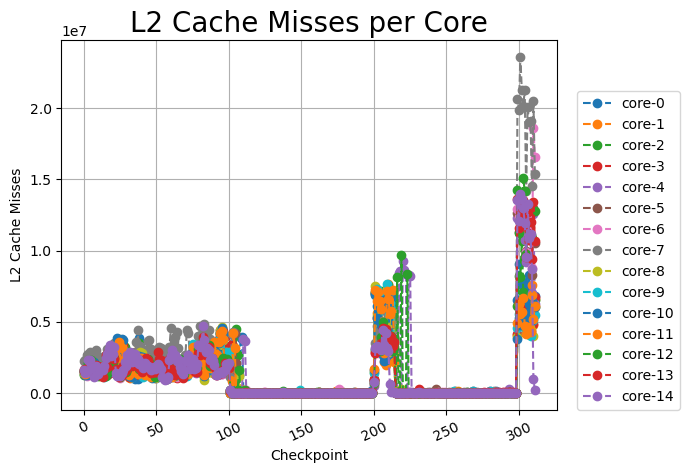 L2 Cache Misses per Core
1e7
2.0
1.5
1.0
0.5
0.0
L2 Cache Misses
0
50
100
150
200
250
300
Checkpoint
core-0
core-1
core-2
core-3
core-4
core-5
core-6
core-7
core-8
core-9
core-10
core-11
core-12
core-13
core-14